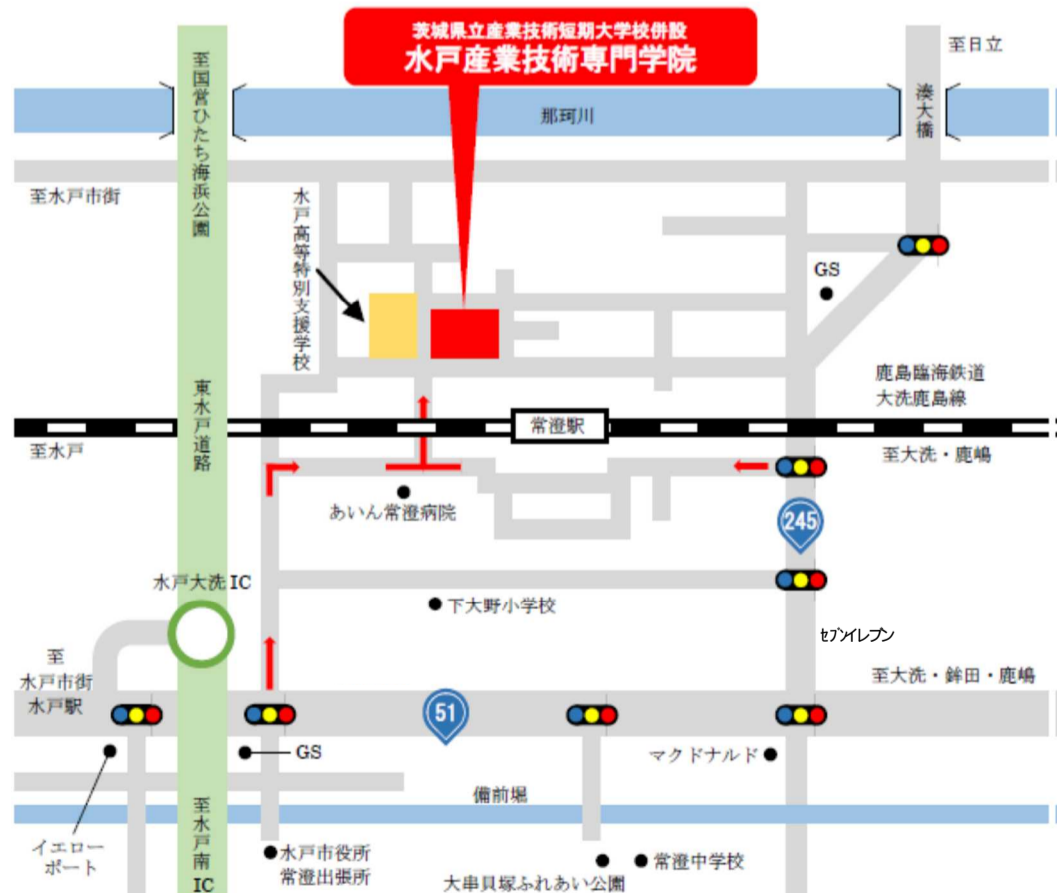 茨城県立産業技術短期大学校併設
水戸産業技術専門学院
至日立
至国営ひたち海浜公園
那珂川
湊大橋
至水戸市街
水戸高等特別支援学校
GS
東水戸道路
鹿島臨海鉄道
大洗鹿島線
常澄駅
至水戸
至大洗・鹿嶋
あいん常澄病院
245
水戸大洗IC
下大野小学校
セブンイレブン
至
水戸市街
水戸駅
至大洗・鉾田・鹿嶋
51
GS
マクドナルド
備前堀
至水戸南IC
イエロー
ポート
水戸市役所
常澄出張所
常澄中学校
大串貝塚ふれあい公園